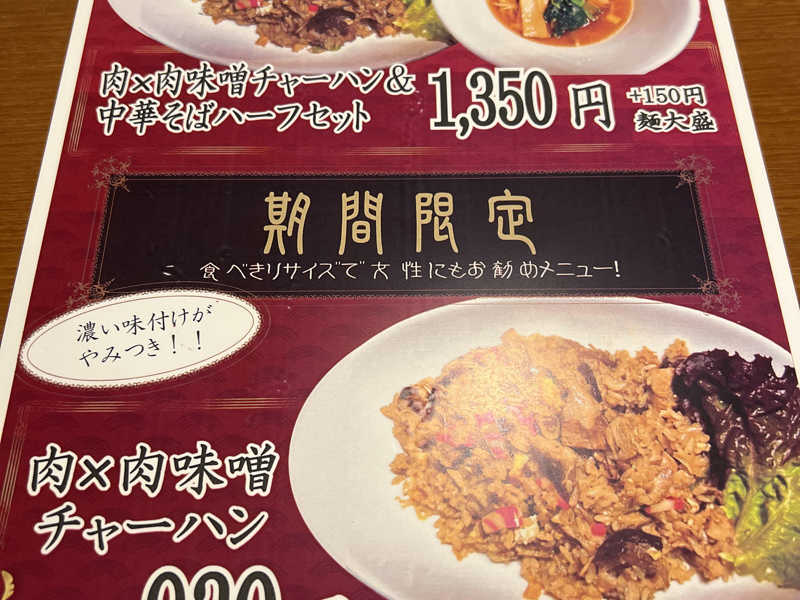 肉×肉味噌チャーハン&
中華そばハーフセット
1,350円
+150円
麺大盛
期間限定
食べきりサイズで女性にもお勧めメニュー!
濃い味付けが
やみつき!!
肉×肉味噌
チャーハン